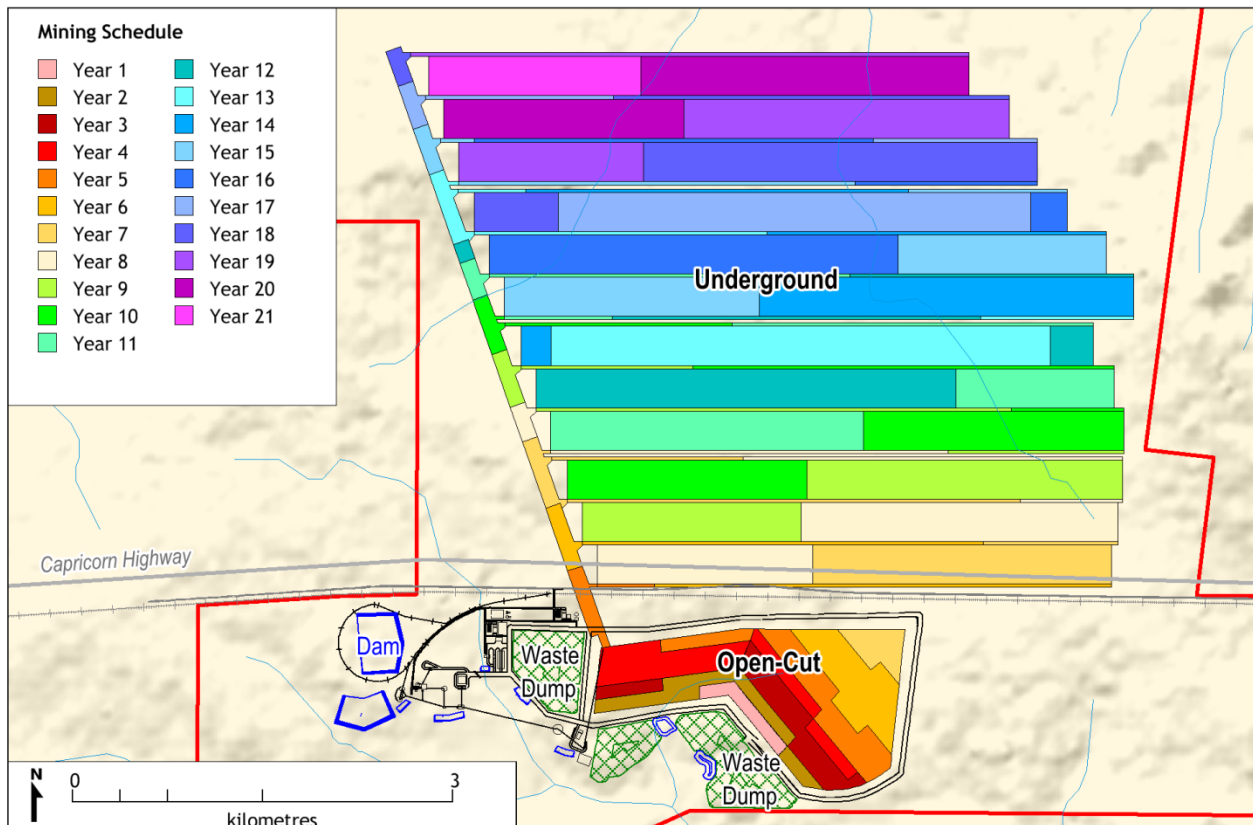 Mining Schedule
Year 1
Year 2
Year 3
Year 4
Year 5
Year 6
Year 7
Year 8
Year 9
Year 10
Year 11
Year 12
Year 13
Year 14
Year 15
Year 16
Year 17
Year 18
Year 19
Year 20
Year 21
Underground
Capricorn Highway
Dam
Waste
Dump
Open-Cut
Waste
Dump
N
0 3
kilometres